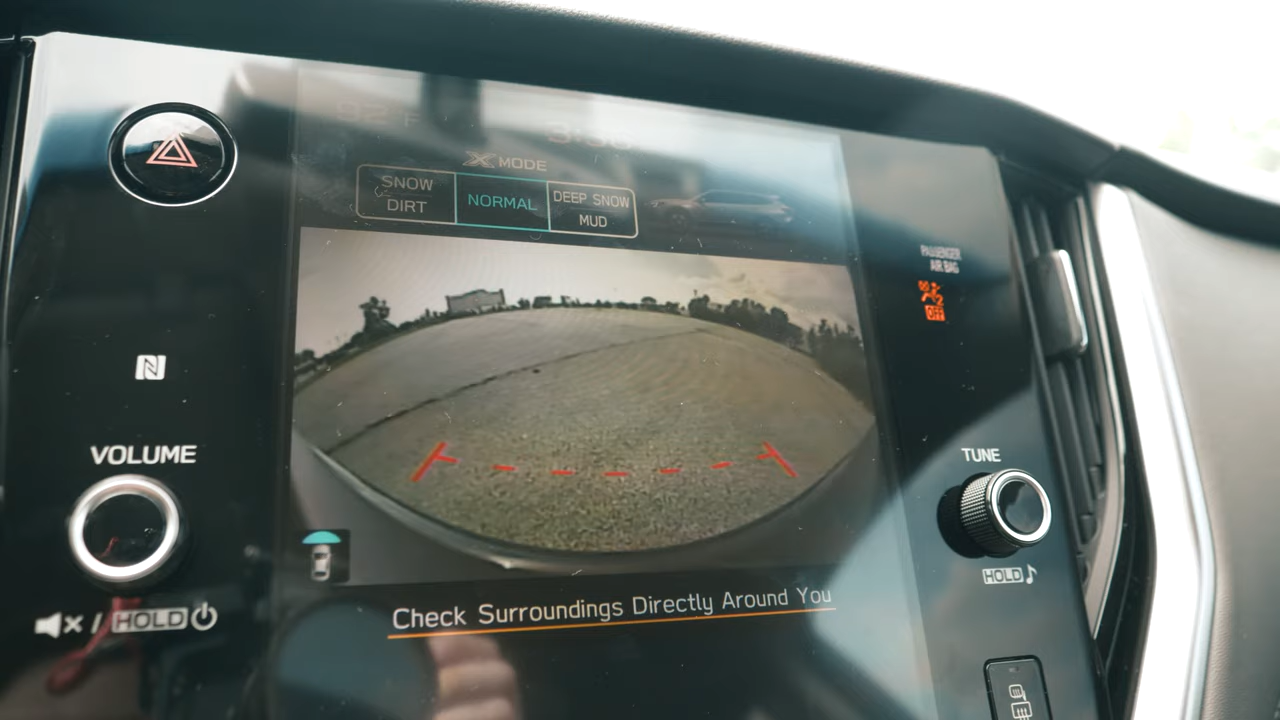 X MODE
SNOW
DIRT
NORMAL
DEEP SNOW
MUD
PASSENGER
AIR BAG
OFF
VOLUME
TUNE
HOLD
/ HOLD
Check Surroundings Directly Around You